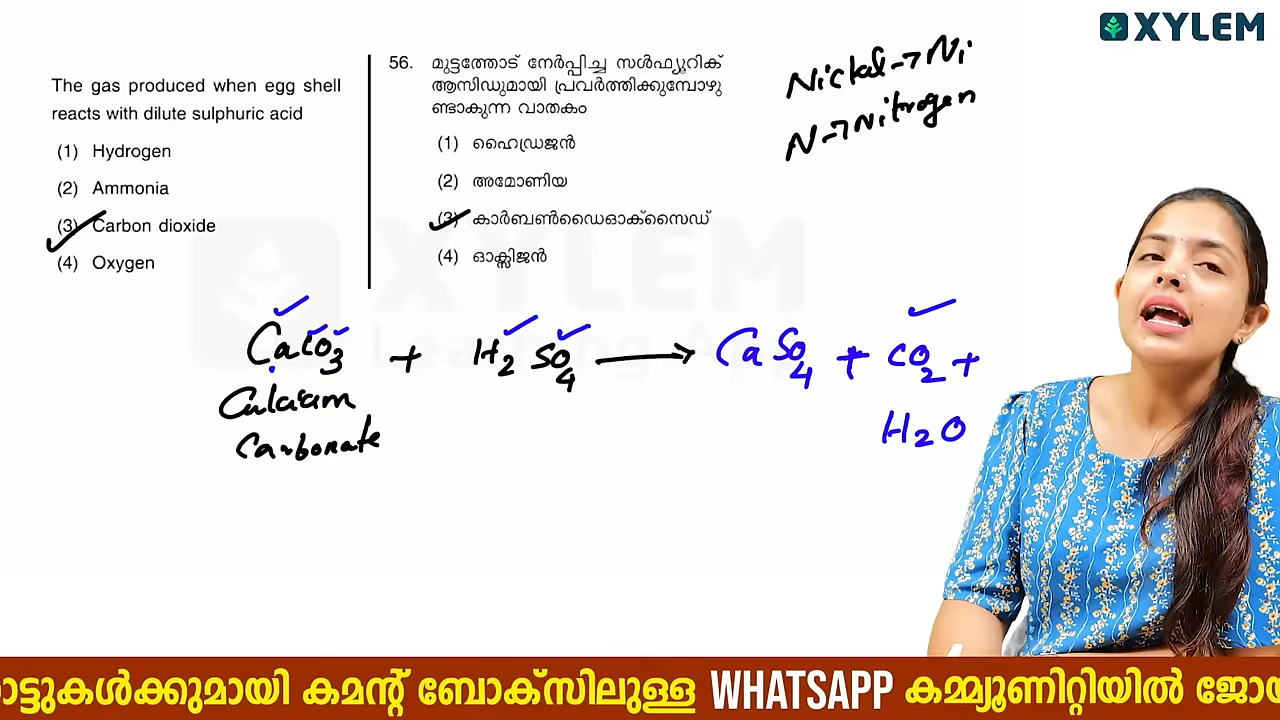 XYLEM
The gas produced when egg shell
reacts with dilute sulphuric acid
(1) Hydrogen
(2) Ammonia
(3) Carbon dioxide
(4) Oxygen
56. മുട്ടത്തോട് നേർപ്പിച്ച സൾഫ്യൂറിക്
ആസിഡുമായി പ്രവർത്തിക്കുമ്പോഴു
ണ്ടാകുന്ന വാതകം
(1) ഹൈഡ്രജൻ
(2) അമോണിയ
(3) കാർബൺഡൈഓക്സൈഡ്
(4) ഓക്സിജൻ
Nickal → Ni
N → Nitrogen
XYLEM
CaCO3 + H2SO4 → CaSO4 + CO2 +
H2O
Calcium
Carbonate
ാട്ടുകൾക്കുമായി കമന്റ് ബോക്സിലുള്ള WHATSAPP കമ്മ്യൂണിറ്റിയിൽ